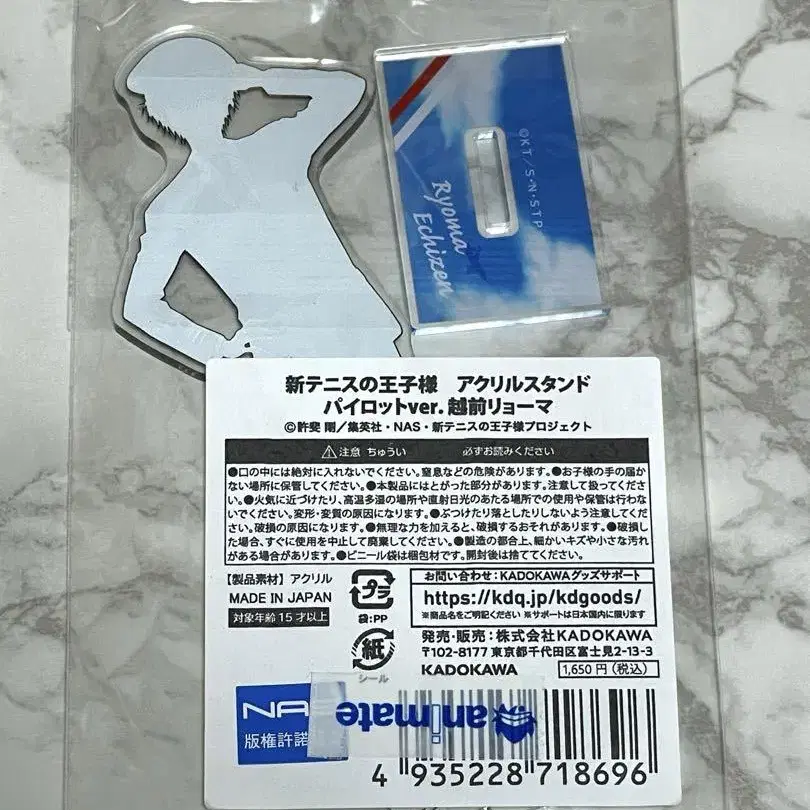 ©KT/S・N・STP
Ryoma
Echizen
新テニスの王子様 アクリルスタンド
パイロットver. 越前リョーマ
©許斐 剛／集英社・NAS・新テニスの王子様プロジェクト
⚠注意 ちゅうい 必ずお読みください
●口の中には絶対に入れないでください。窒息などの危険があります。●お子様の手の届か
ない場所に保管してください。●本製品にはとがった部分があります。注意して扱ってくださ
い。●火気に近づけたり、高温多湿の場所や直射日光のあたる場所での使用や保管は行わな
いでください。変形・変質の原因になります。●ぶつけたり落としたりしないよう注意してくだ
さい。破損の原因になります。●無理な力を加えると、破損するおそれがあります。●破損し
た場合、すぐに使用を中止して廃棄してください。●製造の都合上、細かいキズや小さな汚れ
がある場合があります。●ビニール袋は包材です。開封後は捨ててください。
【製品素材】アクリル
MADE IN JAPAN
対象年齢15才以上
プラ
袋:PP
紙
シール
お問い合わせ：KADOKAWAグッズサポート
https://kdq.jp/kdgoods/
※商品名をご明記ください ※サポートは日本国内に限ります
発売・販売：株式会社KADOKAWA
〒102-8177 東京都千代田区富士見2-13-3
KADOKAWA
1,650円（税込）
NA
版権許諾
animate
4 935228 718696